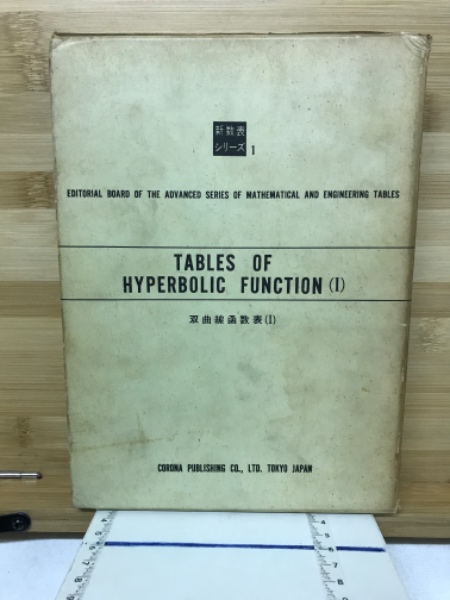 新数表
シリーズ 1
EDITORIAL BOARD OF THE ADVANCED SERIES OF MATHEMATICAL AND ENGINEERING TABLES
TABLES OF
HYPERBOLIC FUNCTION (I)
双曲線函数表 (I)
CORONA PUBLISHING CO., LTD. TOKYO JAPAN